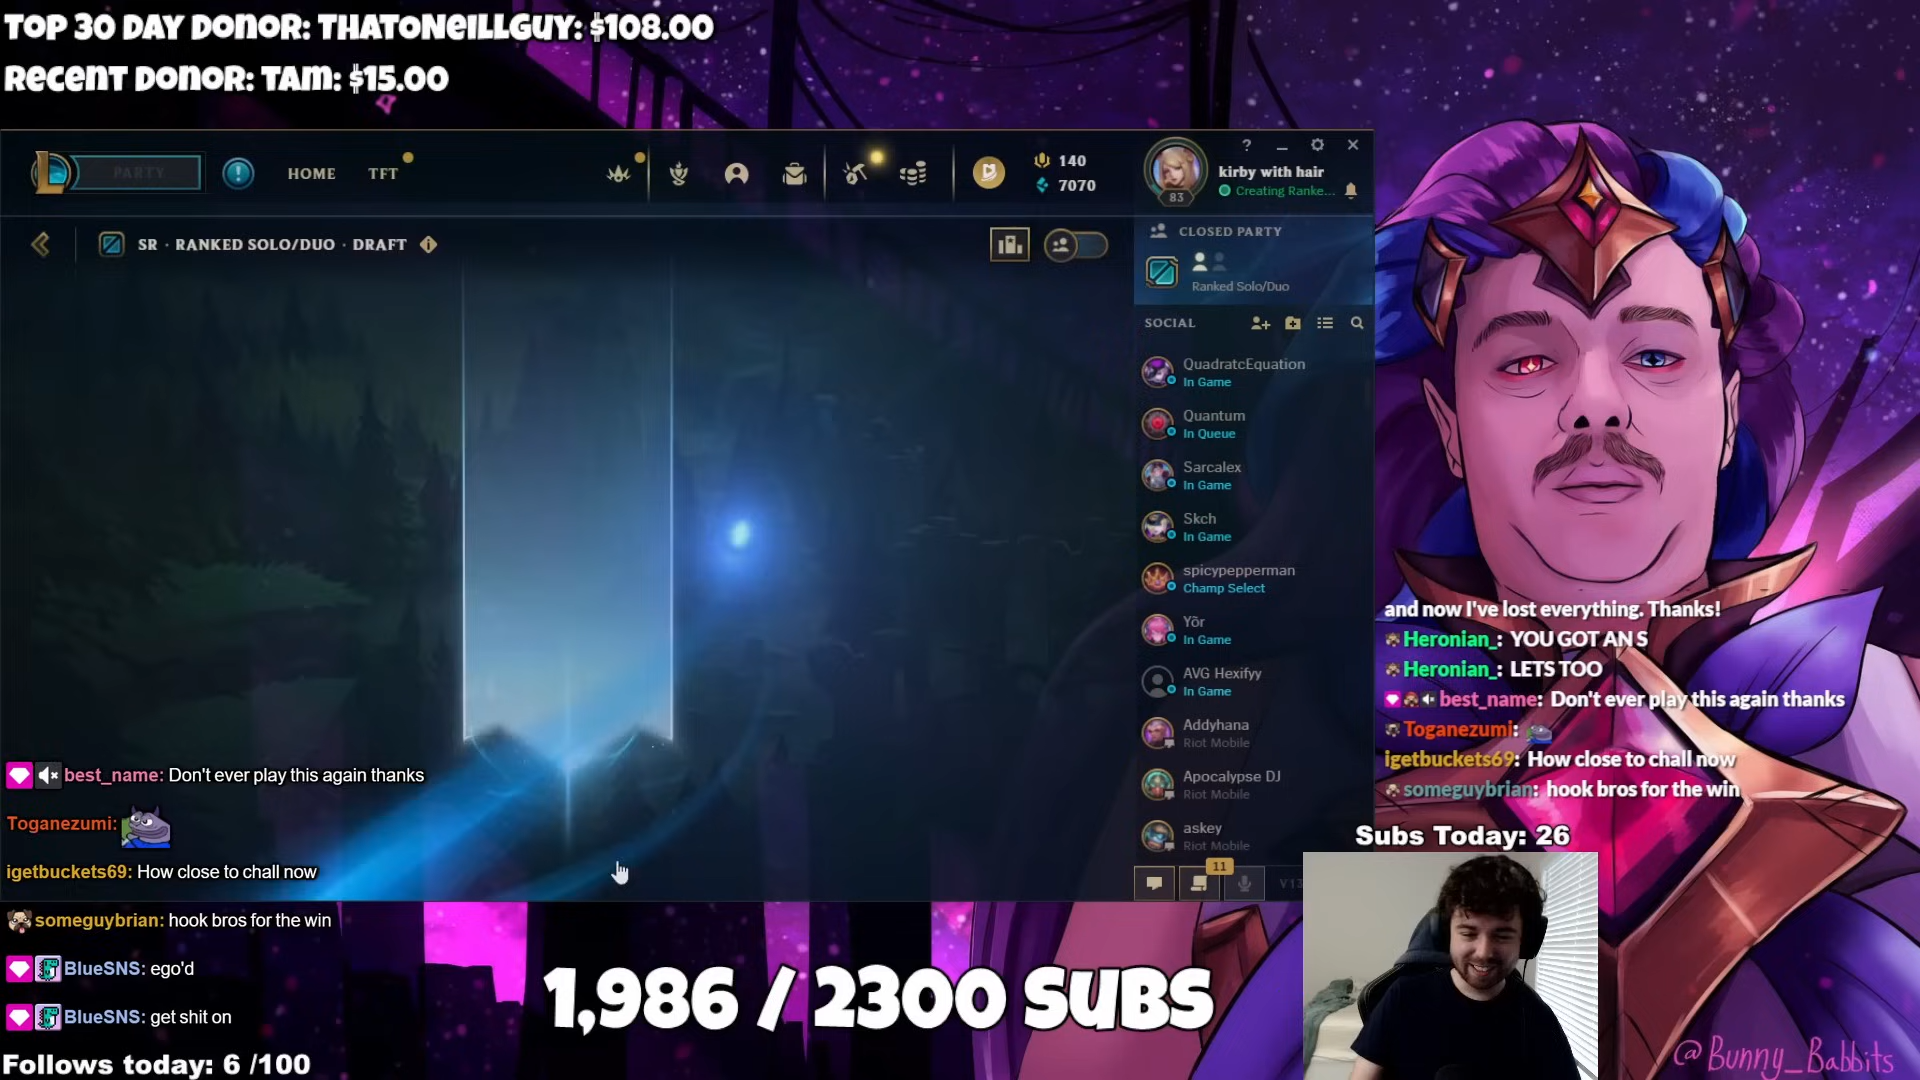 TOP 30 DAY DONOR: THATONEILLGUY: $108.00
RECENT DONOR: TAM: $15.00
PARTY
HOME
TFT
140
7070
83
kirby with hair
Creating Ranke...
SR · RANKED SOLO/DUO · DRAFT
CLOSED PARTY
Ranked Solo/Duo
SOCIAL
QuadratcEquation
In Game
Quantum
In Queue
Sarcalex
In Game
Skch
In Game
spicypepperman
Champ Select
Yõr
In Game
AVG Hexifyy
In Game
Addyhana
Riot Mobile
Apocalypse DJ
Riot Mobile
askey
Riot Mobile
11
V13
and now I've lost everything. Thanks!
Heronian_: YOU GOT AN S
Heronian_: LETS TOO
best_name: Don't ever play this again thanks
Toganezumi:
igetbuckets69: How close to chall now
someguybrian: hook bros for the win
Subs Today: 26
best_name: Don't ever play this again thanks
Toganezumi:
igetbuckets69: How close to chall now
someguybrian: hook bros for the win
BlueSNS: ego'd
BlueSNS: get shit on
Follows today: 6 /100
1,986 / 2300 SUBS
@Bunny_Babbits